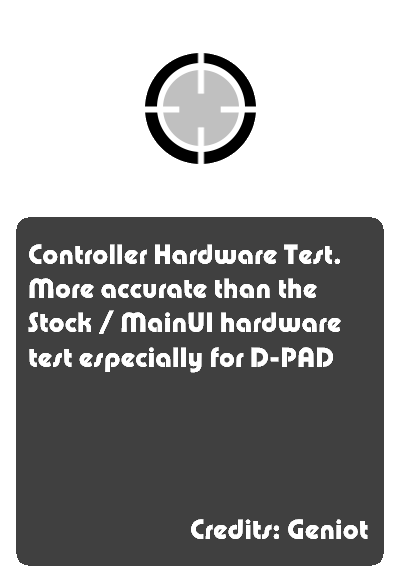 Controller Hardware Test.
More accurate than the
Stock / MainUI hardware
test especially for D-PAD
Credits: Geniot